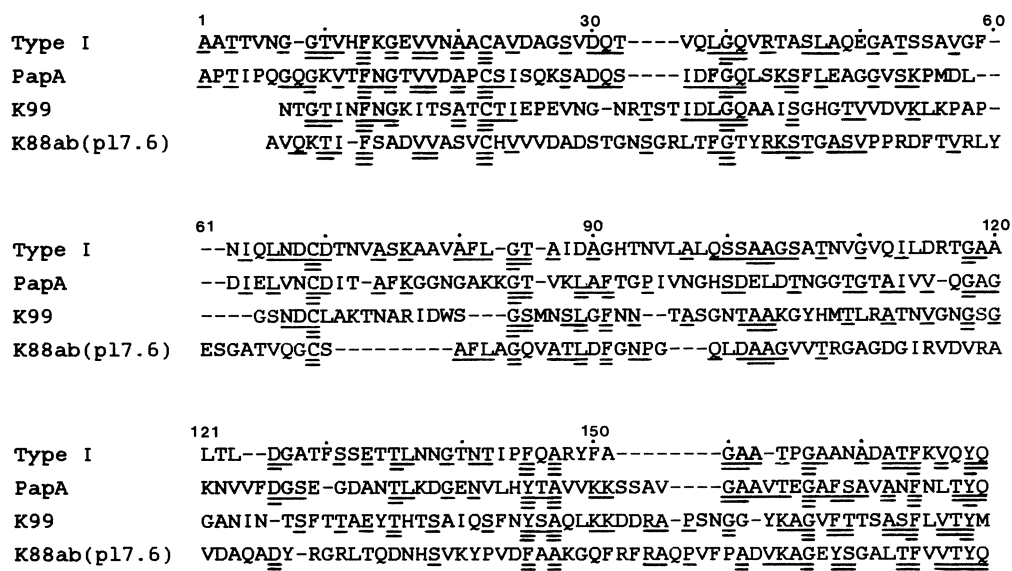 1 30 60
Type I AATTVNG-GTVHFKGEVVNAACAVDAGSVDQT----VQLGQVRTASLAQEGATSSAVGF-
PapA APTIPQGQGKVTFNGTVVDAPCSISQKSADQS----IDFGQLSKSFLEAGGVSKPMDL--
K99 NTGTINFNGKITSATCTIEPEVNG-NRTSTIDLGQAAISGHGTVVDVKLKPAP-
K88ab(p17.6) AVQKTI-FSADVVASVCHVVVDADSTGNSGRLTFGTYRKSTGASVPPRDFTVRLY
61 90 120
Type I --NIQLNDCDTNVASKAAVAFL-GT-AIDAGHTNVLALQSSAAGSATNVGVQILDRTGAA
PapA --DIELVNCDIT-AFKGGNGAKKGT-VKLAFTGPIVNGHSDELDTNGGTGTAIVV-QGAG
K99 ----GSNDCLAKTNARIDWS---GSMNSLGFNN--TASGNTAAKGYHMTLRATNVGNGSG
K88ab(p17.6) ESGATVQGCS---------AFLAGQVATLDFGNPG---QLDAAGVVTRGAGDGIRVDVRA
121 150
Type I LTL--DGATFSSETTLNNGTNTIPFQARYFA--------GAA-TPGAANADATFKVQYQ
PapA KNVVFDGSE-GDANTLKDGENVLHYTAVVKKSSAV----GAAVTEGAFSAVANFNLTYQ
K99 GANIN-TSFTTAEYTHTSAIQSFNYSAQLKKDDRA-PSNGG-YKAGVFTTSASFLVTYM
K88ab(p17.6) VDAQADY-RGRLTQDNHSVKYPVDFAAKGQFRFRAQPVFPADVKAGEYSGALTFVVTYQ